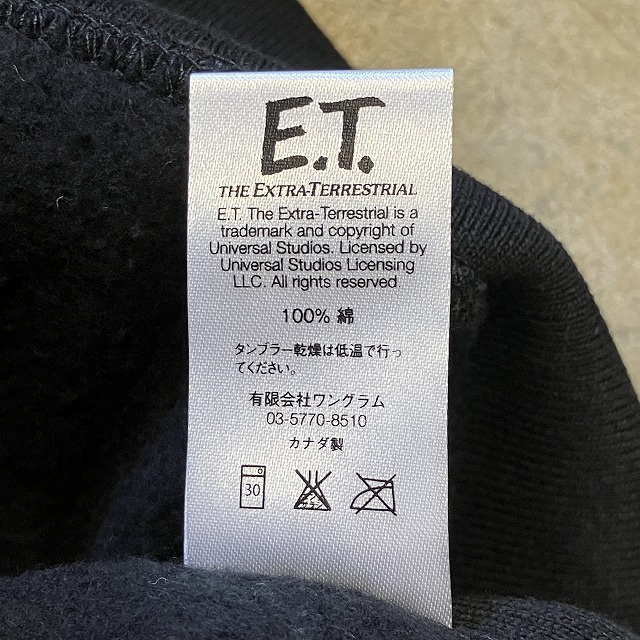 E.T.
THE EXTRA-TERRESTRIAL
E.T. The Extra-Terrestrial is a
trademark and copyright of
Universal Studios. Licensed by
Universal Studios Licensing
LLC. All rights reserved
100% 綿
タンブラー乾燥は低温で行っ
てください。
有限会社ワングラム
03-5770-8510
カナダ製
30